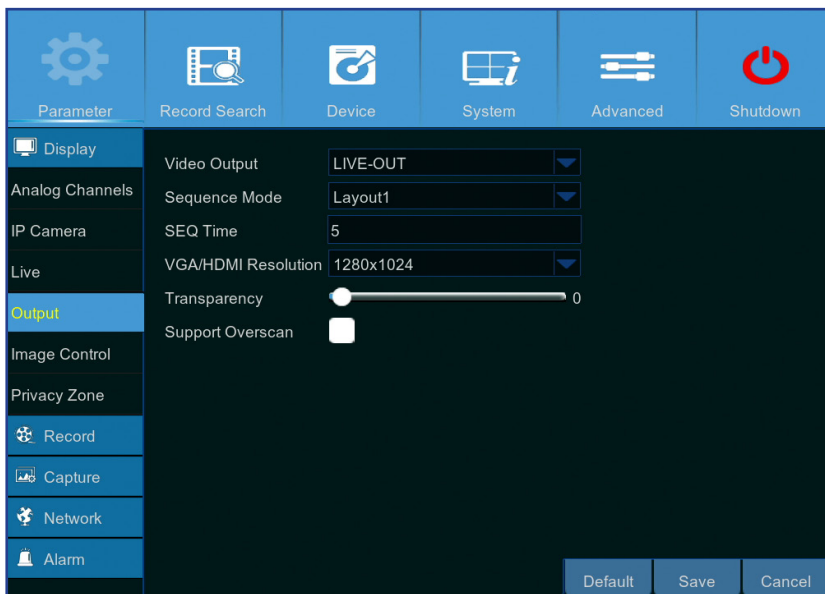 Parameter
Record Search
Device
System
Advanced
Shutdown
Display
Analog Channels
IP Camera
Live
Output
Image Control
Privacy Zone
Record
Capture
Network
Alarm
Video Output LIVE-OUT
Sequence Mode Layout1
SEQ Time 5
VGA/HDMI Resolution 1280x1024
Transparency 0
Support Overscan
Default Save Cancel